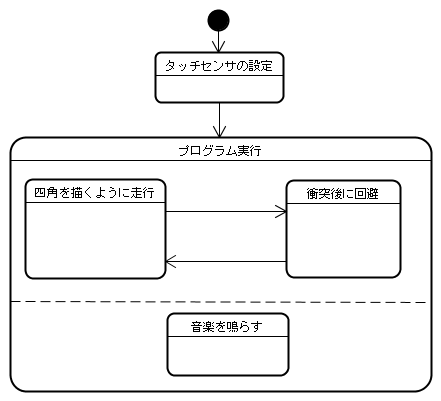 タッチセンサの設定
プログラム実行
四角を描くように走行
衝突後に回避
音楽を鳴らす